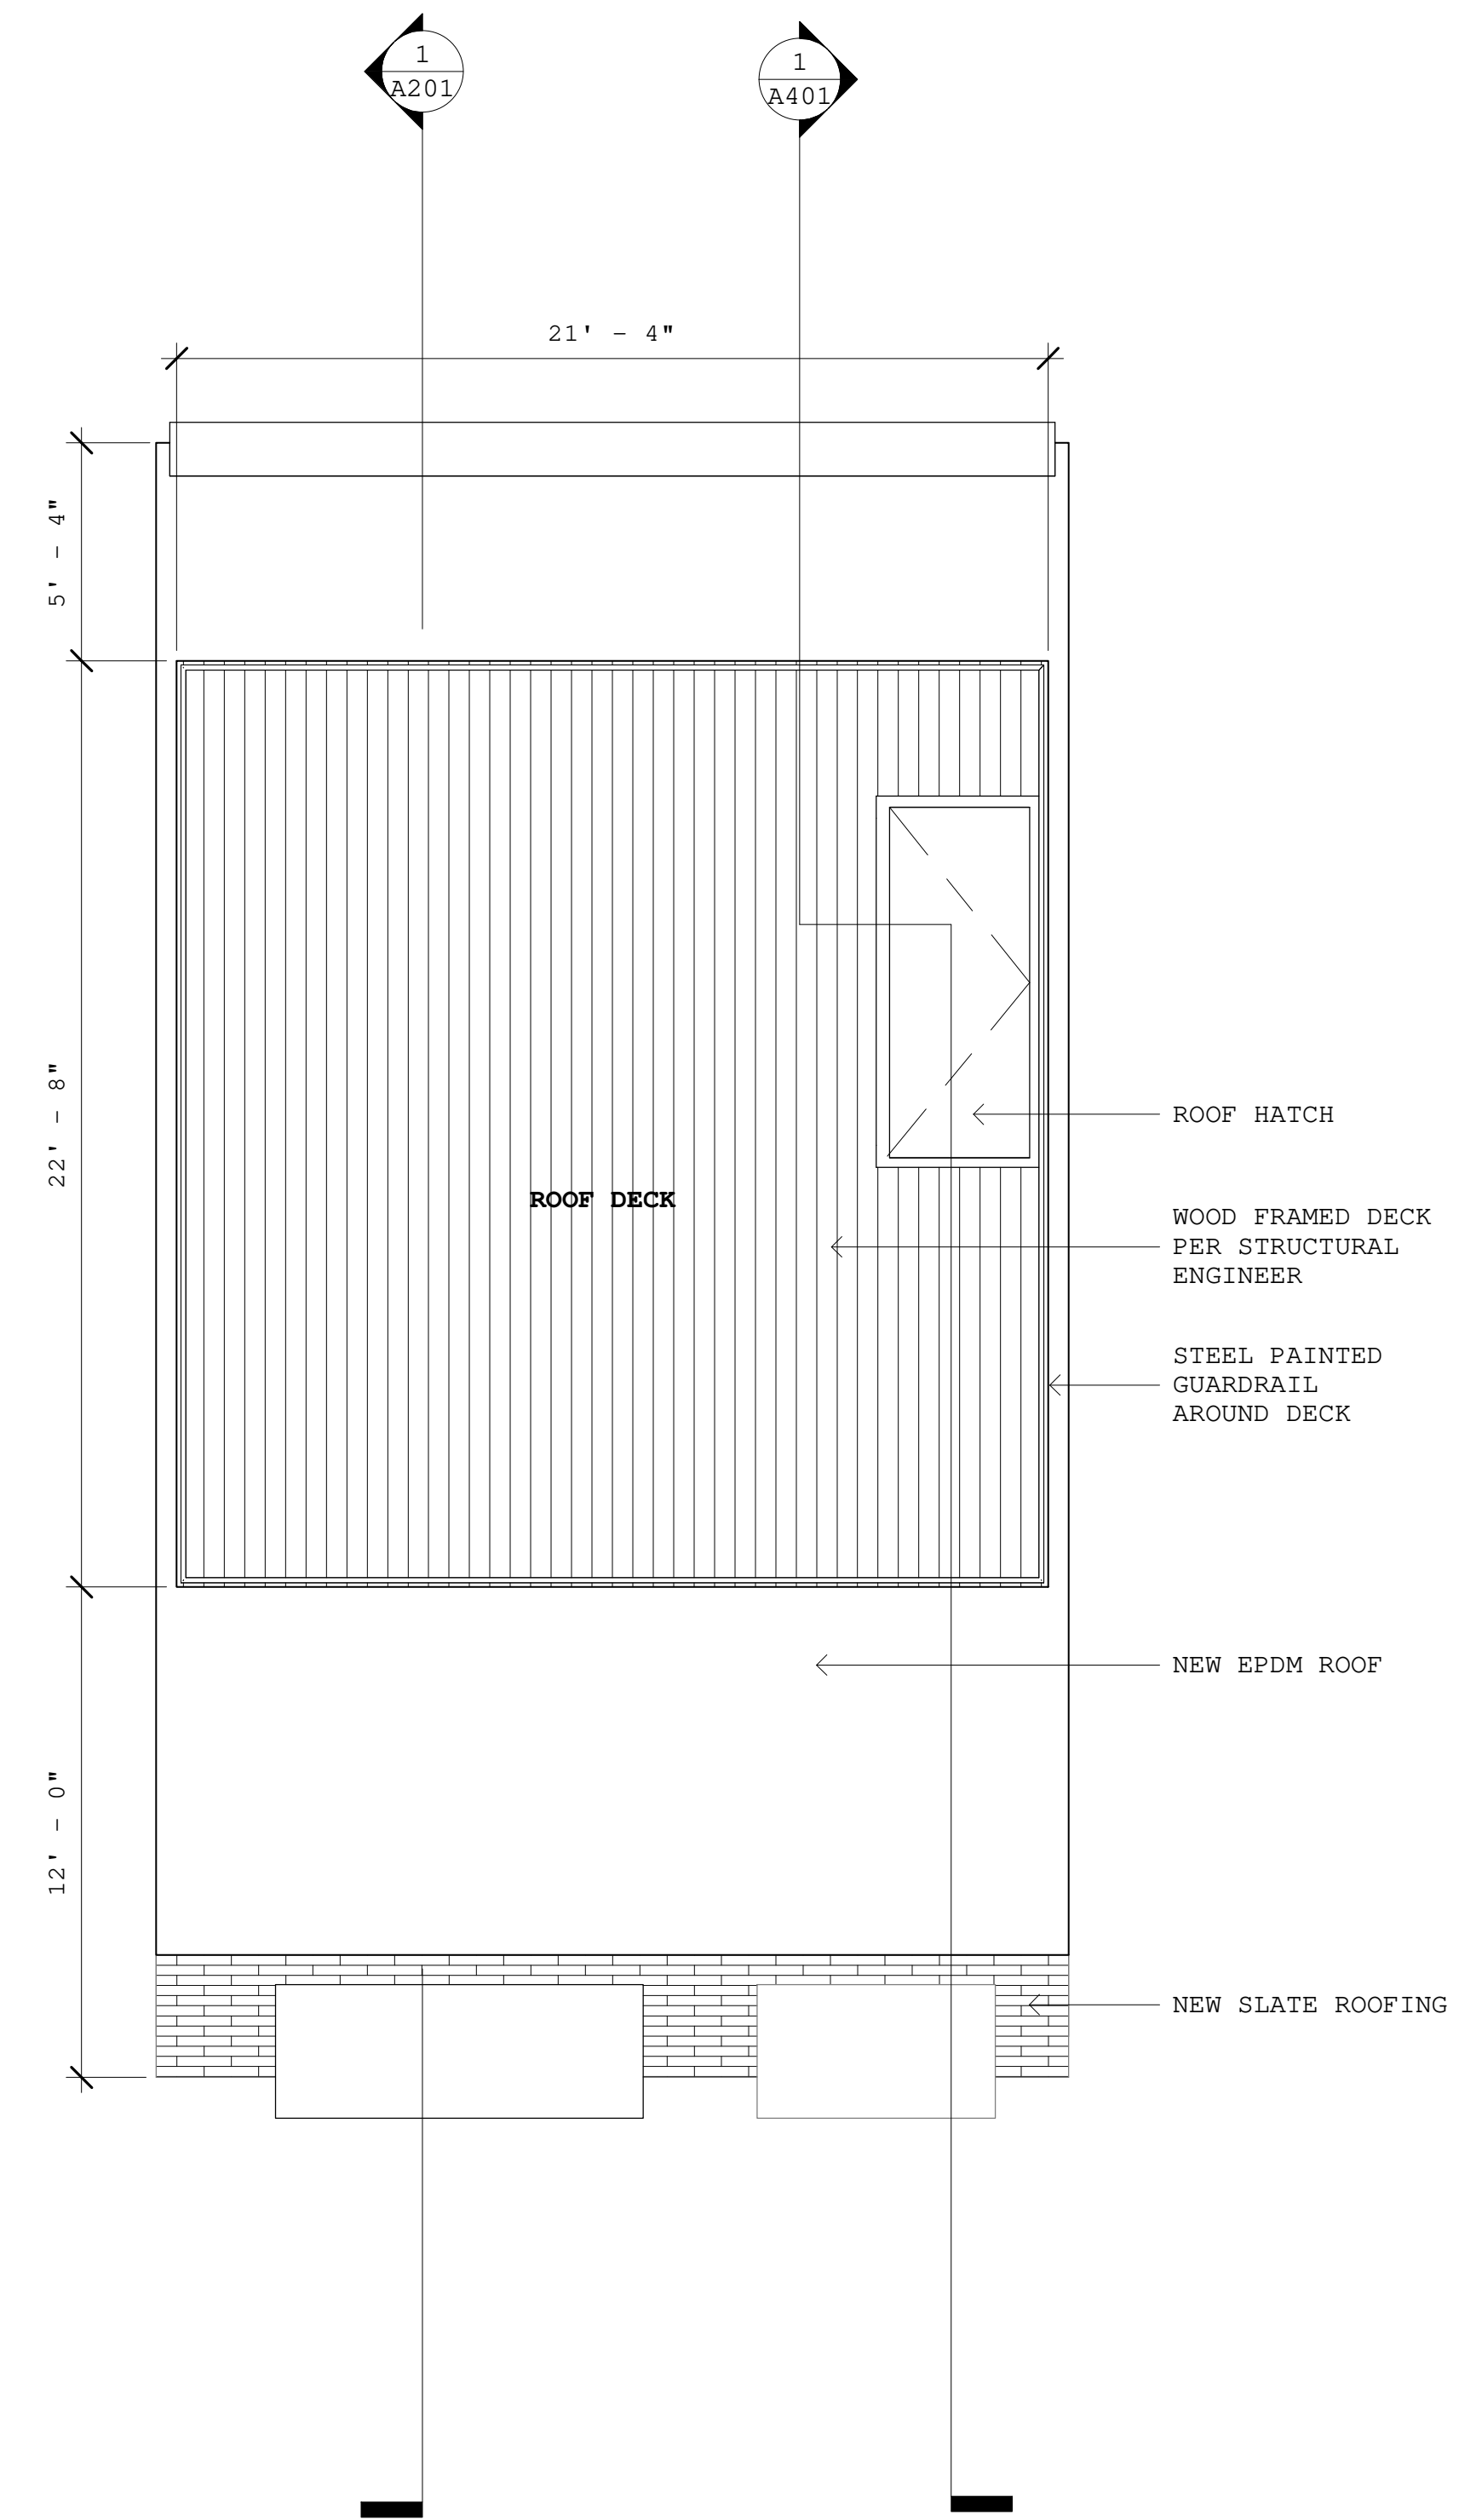 1
A201
1
A401
21' - 4"
5' - 4"
22' - 8"
ROOF HATCH
ROOF DECK
WOOD FRAMED DECK
PER STRUCTURAL
ENGINEER
STEEL PAINTED
GUARDRAIL
AROUND DECK
NEW EPDM ROOF
12' - 0"
NEW SLATE ROOFING